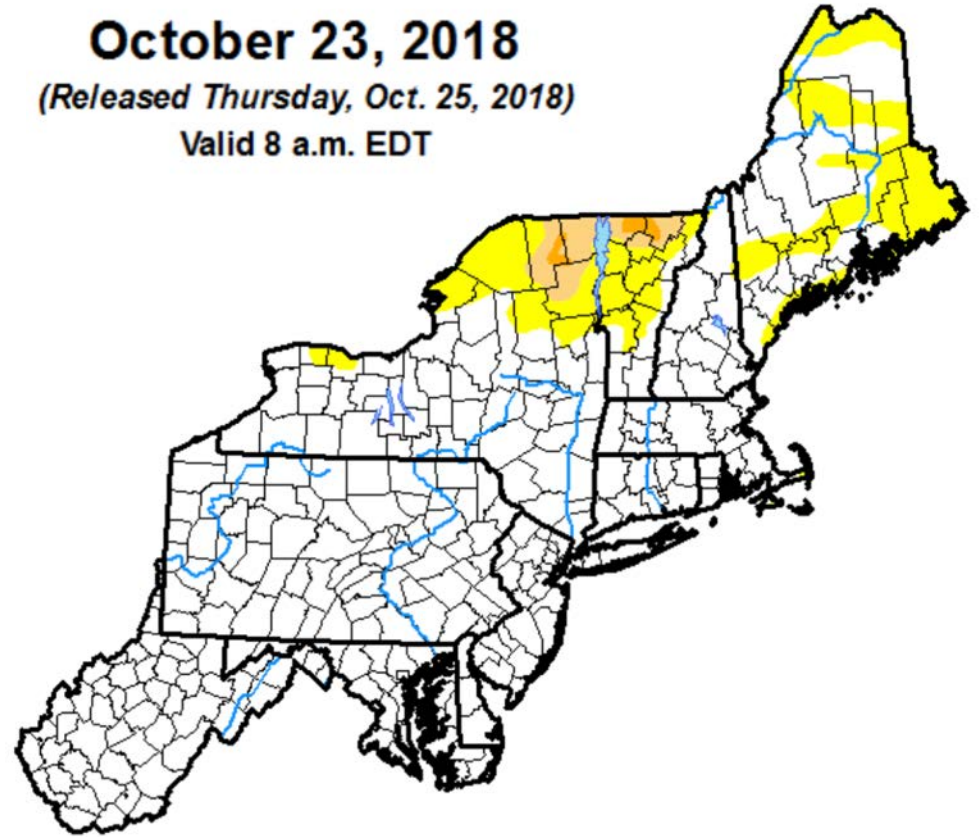 October 23, 2018
(Released Thursday, Oct. 25, 2018)
Valid 8 a.m. EDT